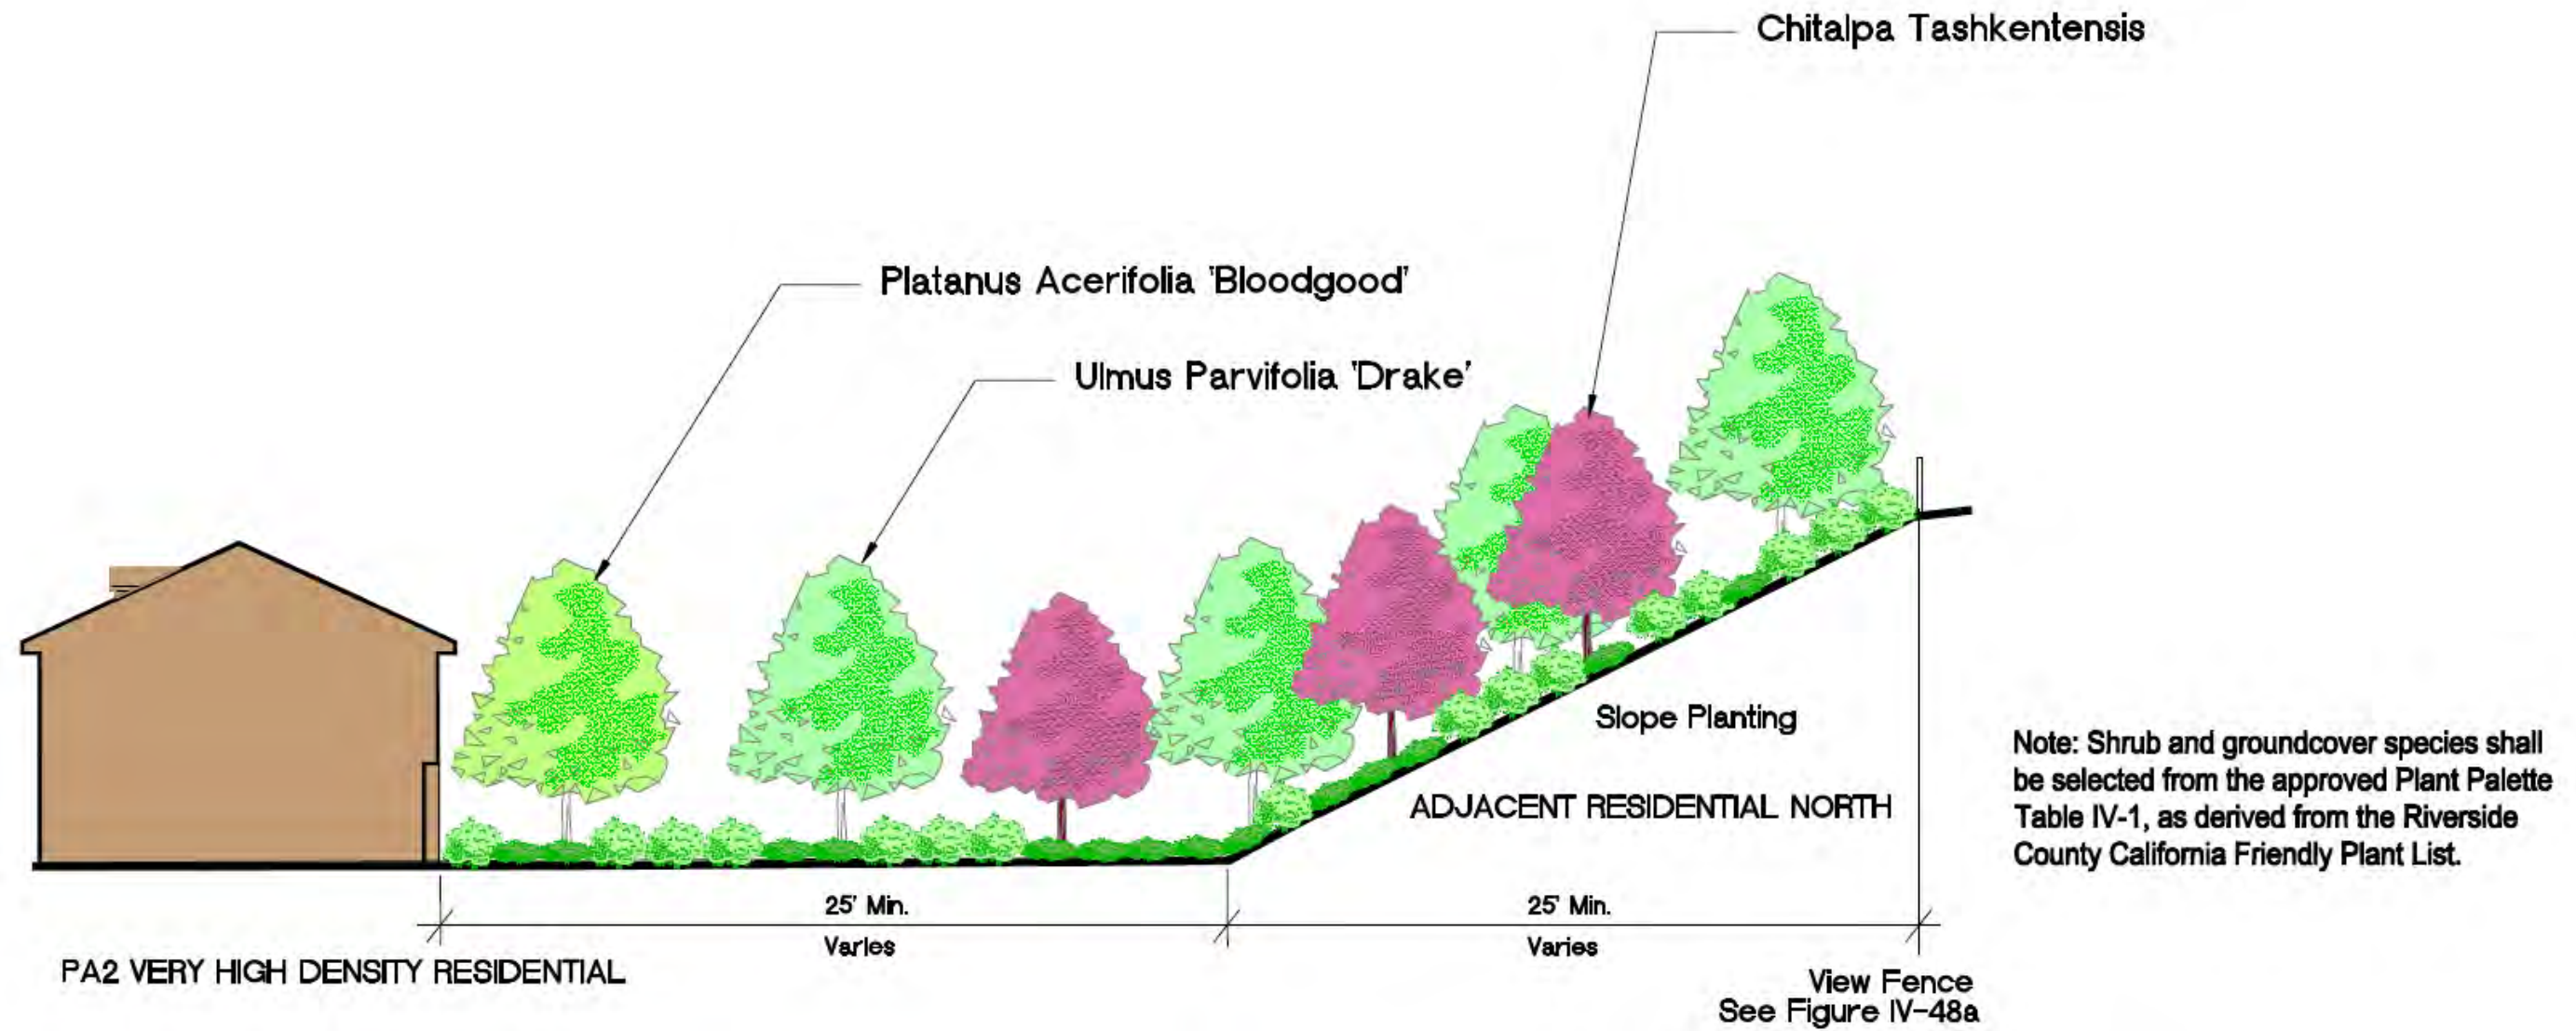 Chitalpa Tashkentensis
Platanus Acerifolia 'Bloodgood'
Ulmus Parvifolia 'Drake'
Slope Planting
ADJACENT RESIDENTIAL NORTH
Note: Shrub and groundcover species shall
be selected from the approved Plant Palette
Table IV-1, as derived from the Riverside
County California Friendly Plant List.
25' Min.
Varies
25' Min.
Varies
PA2 VERY HIGH DENSITY RESIDENTIAL
View Fence
See Figure IV-48a